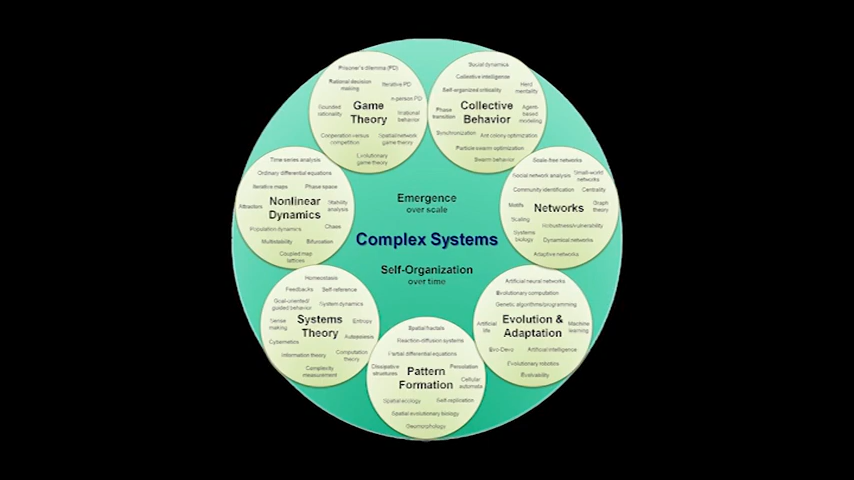 Prisoner's dilemma (PD)
Rational decision
making
Iterative PD
n-person PD
Bounded
rationality
Game
Theory
Irrational
behavior
Cooperation versus
competition
Spatial/network
game theory
Evolutionary
game theory
Social dynamics
Collective intelligence
Self-organized criticality
Herd
mentality
Phase
transition
Collective
Behavior
Agent-
based
modeling
Synchronization
Ant colony optimization
Particle swarm optimization
Swarm behavior
Time series analysis
Ordinary differential equations
Iterative maps
Phase space
Attractors
Nonlinear
Dynamics
Stability
analysis
Population dynamics
Chaos
Multistability
Bifurcation
Coupled map
lattices
Emergence
over scale
Complex Systems
Self-Organization
over time
Scale-free networks
Social network analysis
Small-world
networks
Community identification
Centrality
Motifs
Networks
Graph
theory
Scaling
Robustness/vulnerability
Systems
biology
Dynamical networks
Adaptive networks
Homeostasis
Feedbacks
Self-reference
Goal-oriented/
guided behavior
System dynamics
Sense
making
Systems
Theory
Entropy
Cybernetics
Autopoiesis
Information theory
Computation
theory
Complexity
measurement
Spatial fractals
Reaction-diffusion systems
Partial differential equations
Dissipative
structures
Pattern
Formation
Percolation
Cellular
automata
Spatial ecology
Self-replication
Spatial evolutionary biology
Geomorphology
Artificial neural networks
Evolutionary computation
Genetic algorithms/programming
Artificial
life
Evolution &
Adaptation
Machine
learning
Evo-Devo
Artificial intelligence
Evolutionary robotics
Evolvability